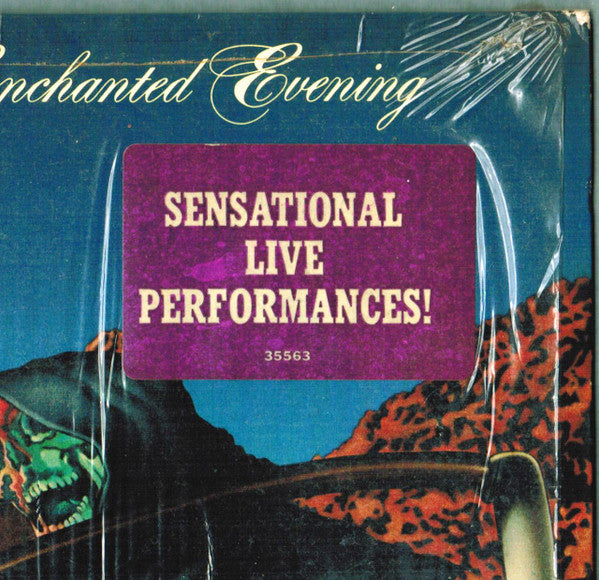 nchanted Evening
SENSATIONAL
LIVE
PERFORMANCES!
35563